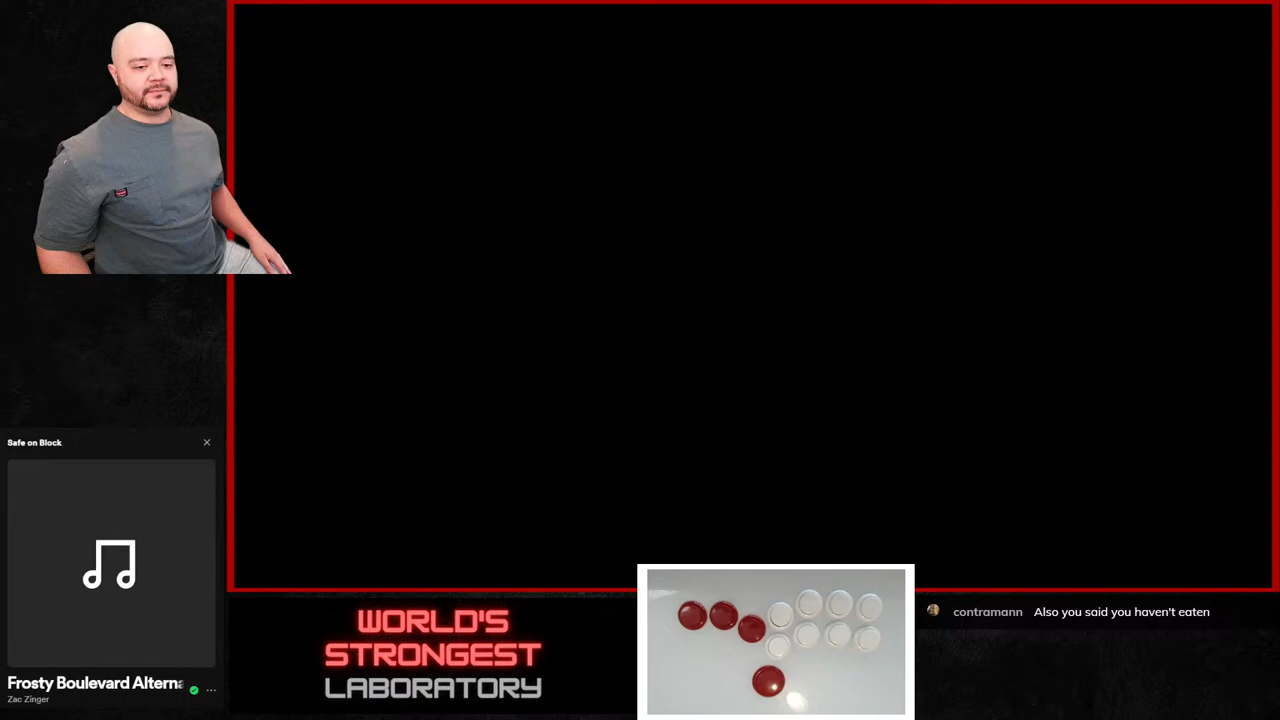 Safe on Block
Frosty Boulevard Alterna
Zac Zinger
WORLD'S
STRONGEST
LABORATORY
contramann Also you said you haven't eaten